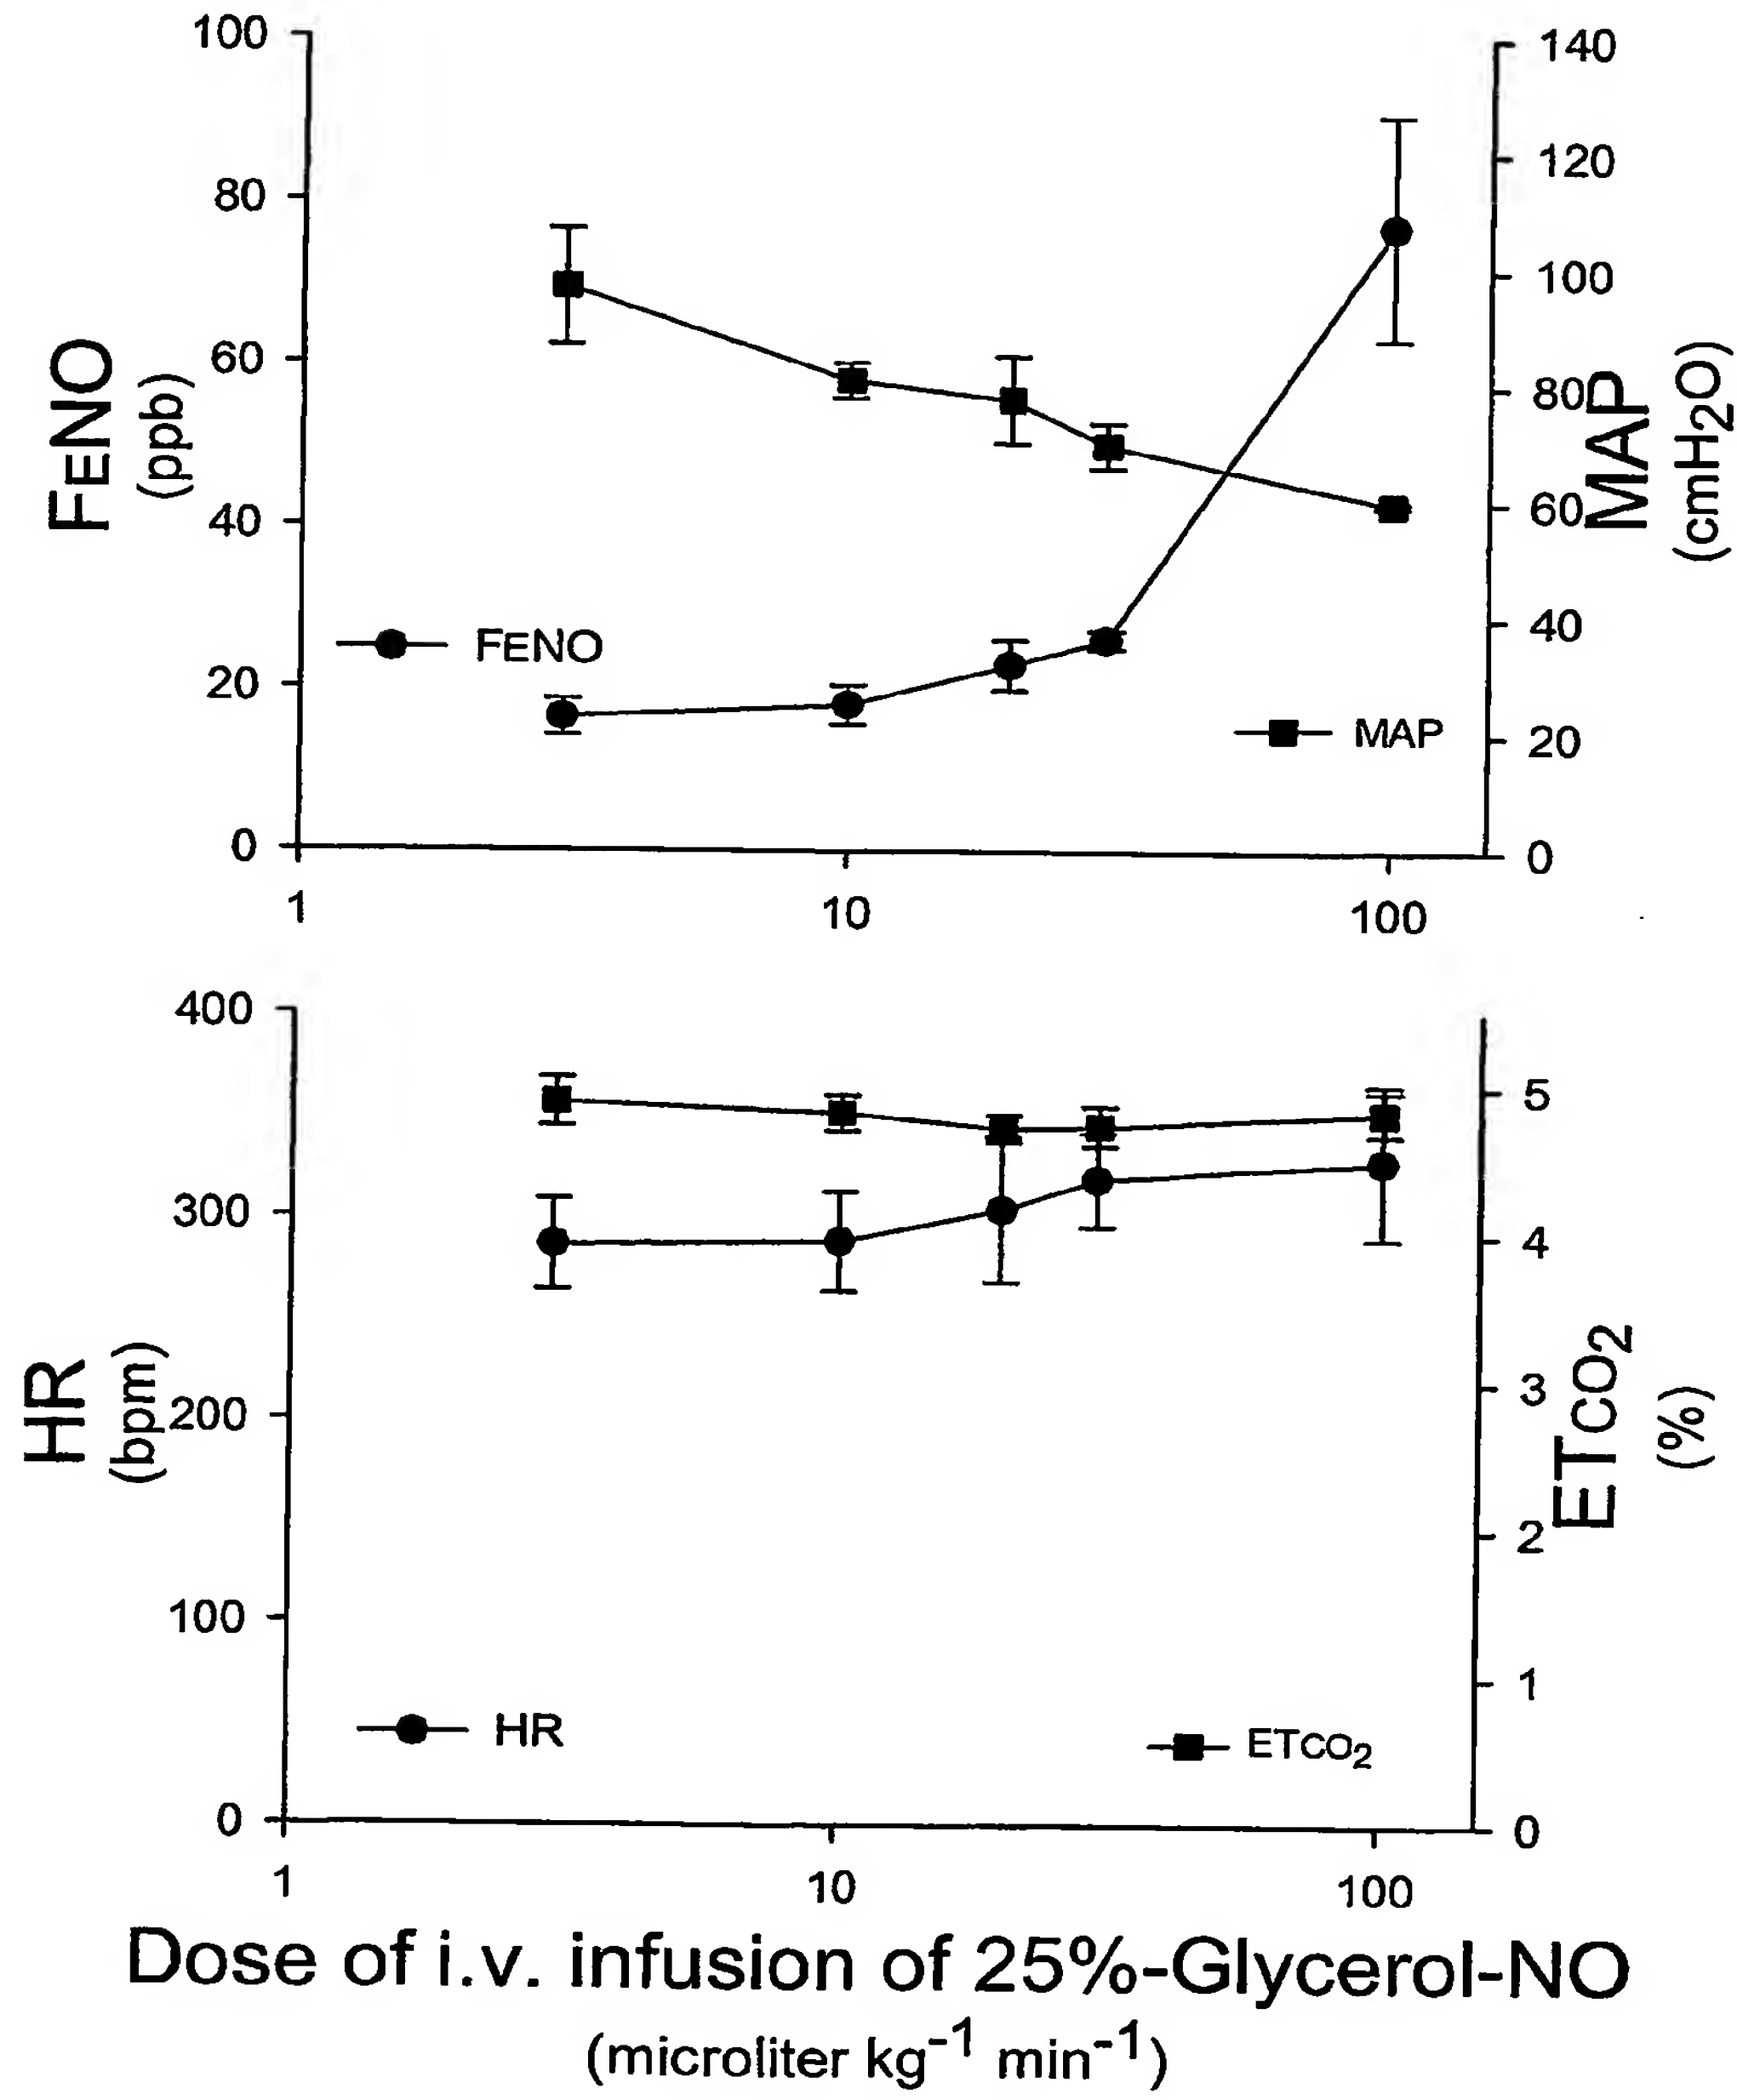 100
80
60
40
20
0
FENO
(ppb)
140
120
100
80
60
40
20
0
MAP
(cmH2O)
FENO
MAP
1
10
100
400
300
200
100
0
HR
(bpm)
5
4
3
2
1
0
ETCO2
(%)
HR
ETCO2
1
10
100
Dose of i.v. infusion of 25%-Glycerol-NO
(microliter kg-1 min-1)